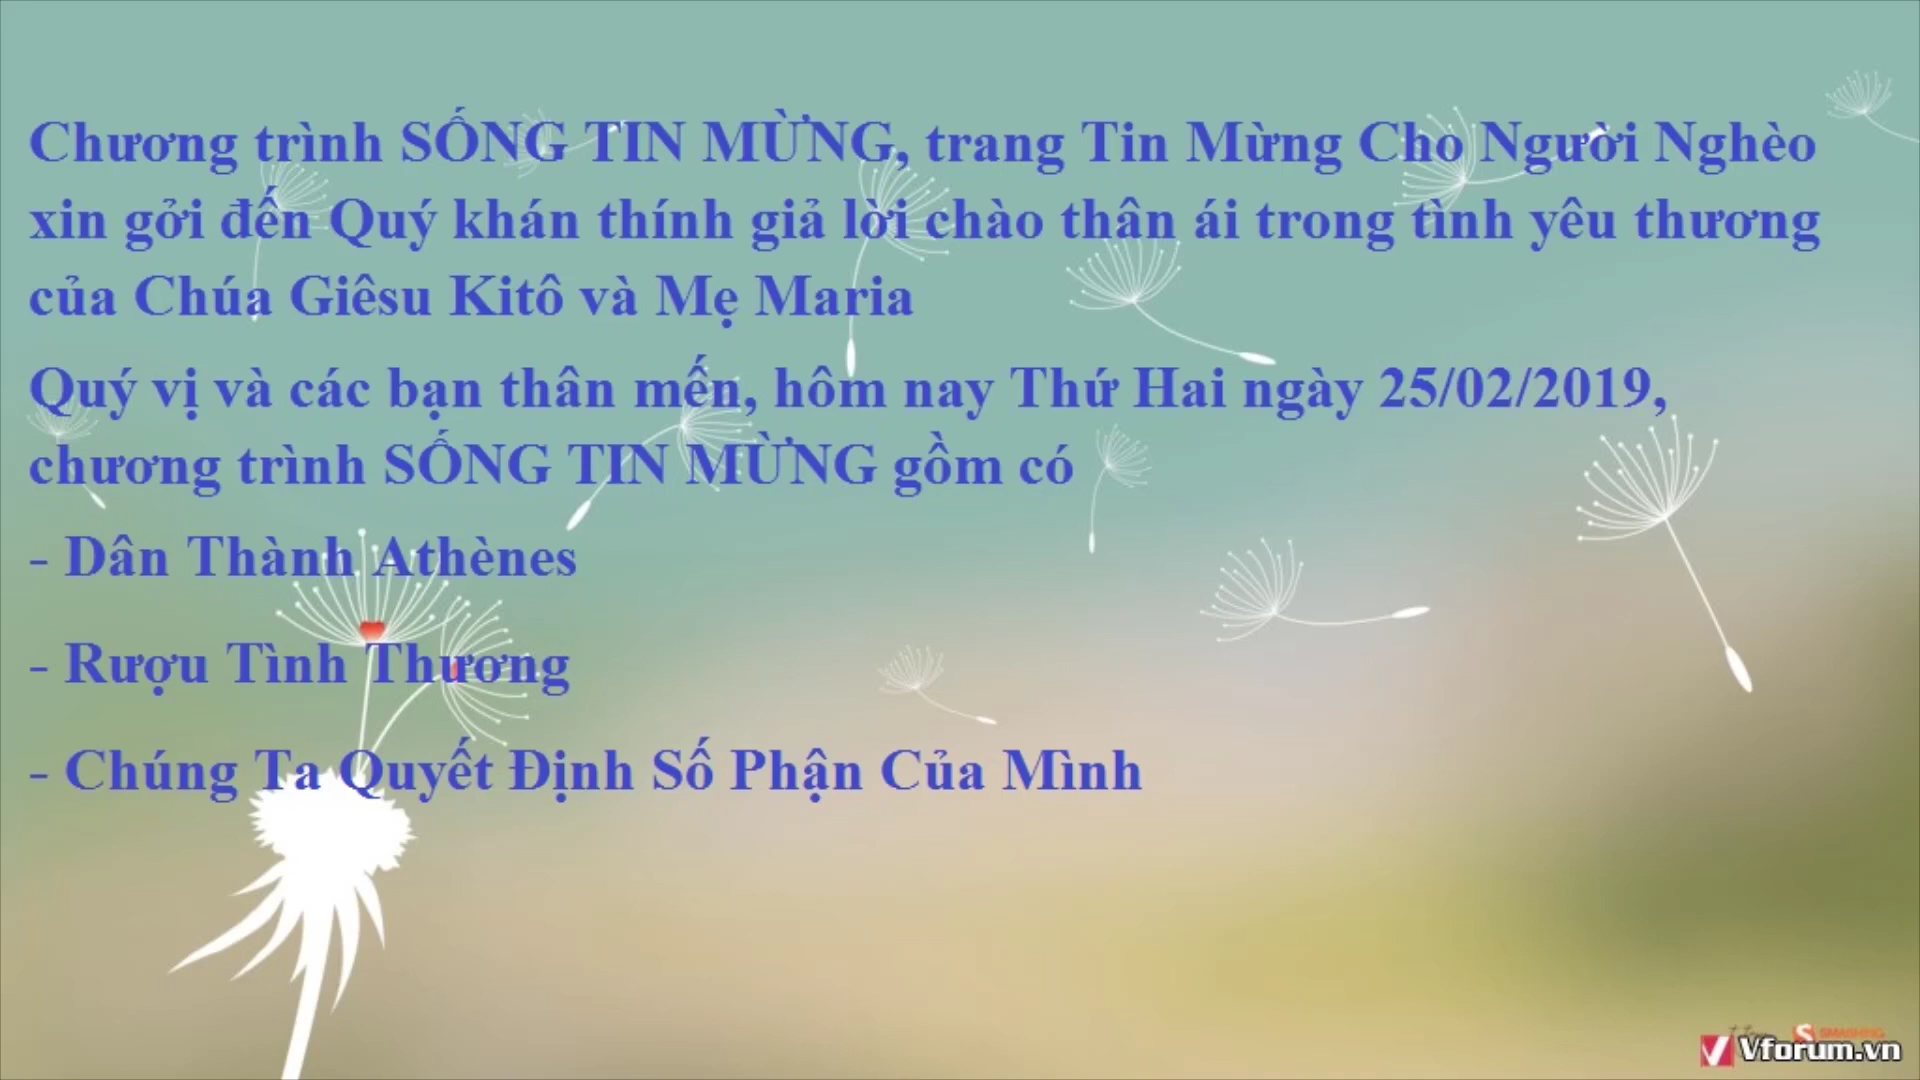 Chương trình SỐNG TIN MỪNG, trang Tin Mừng Cho Người Nghèo
xin gởi đến Quý khán thính giả lời chào thân ái trong tình yêu thương
của Chúa Giêsu Kitô và Mẹ Maria
Quý vị và các bạn thân mến, hôm nay Thứ Hai ngày 25/02/2019,
chương trình SỐNG TIN MỪNG gồm có
- Dân Thành Athènes
- Rượu Tình Thương
- Chúng Ta Quyết Định Số Phận Của Mình
SMASHING
Vforum.vn